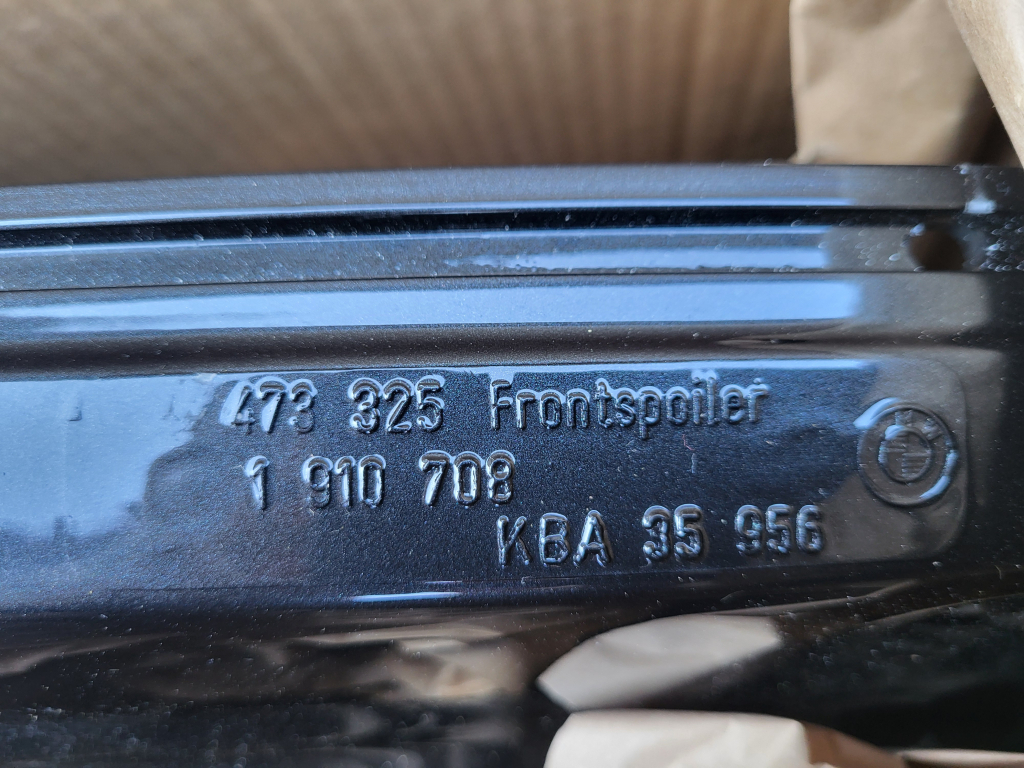 473 325 Frontspoiler
1 910 708
KBA 35 956